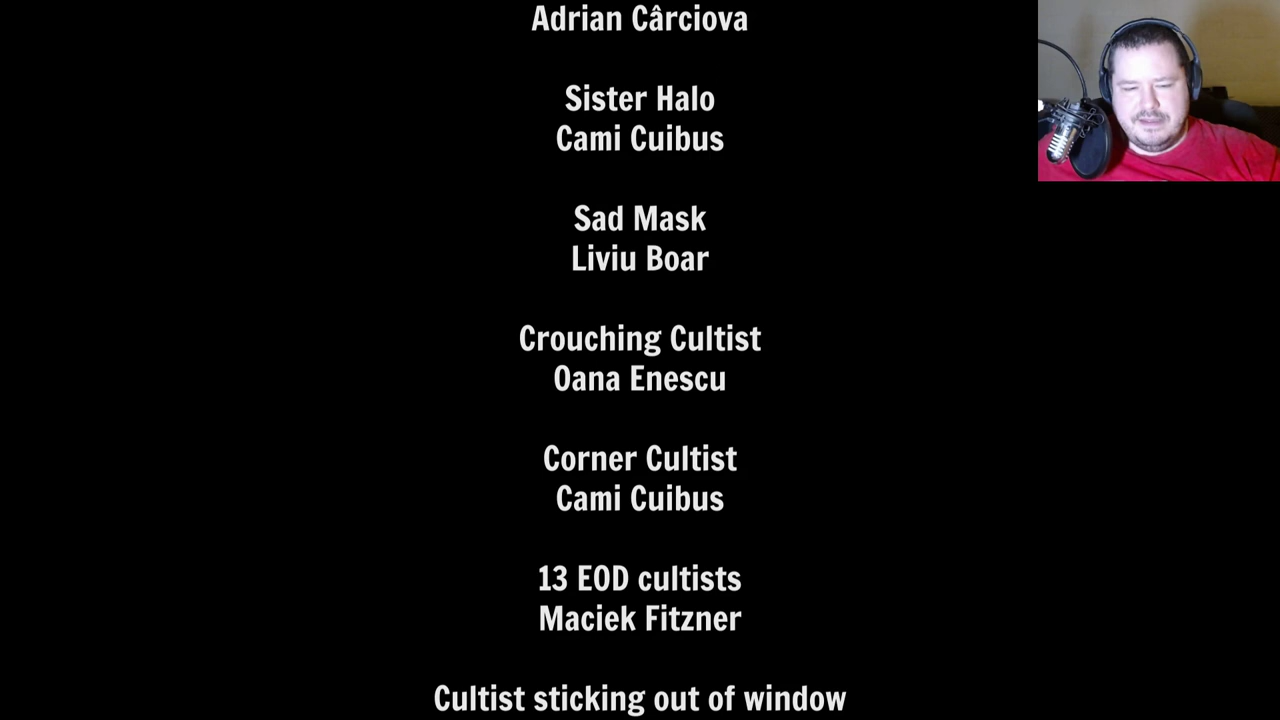 Adrian Cârciova
Sister Halo
Cami Cuibus
Sad Mask
Liviu Boar
Crouching Cultist
Oana Enescu
Corner Cultist
Cami Cuibus
13 EOD cultists
Maciek Fitzner
Cultist sticking out of window